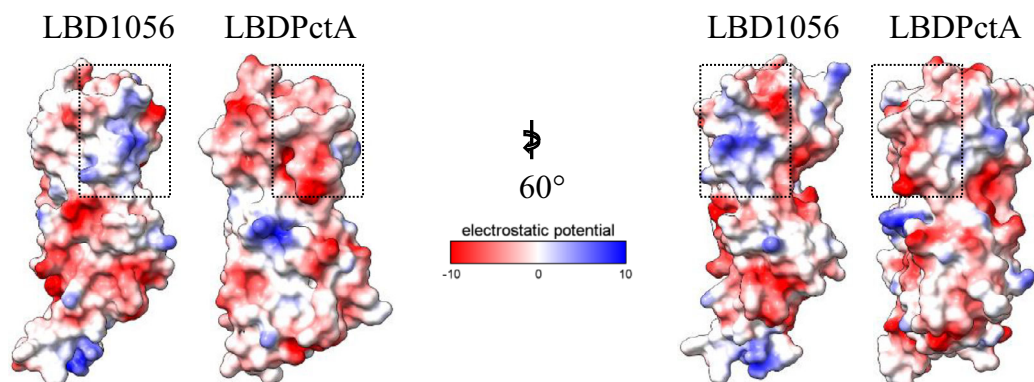 LBD1056 LBDPctA LBD1056 LBDPctA
60°
electrostatic potential
-10 0 10